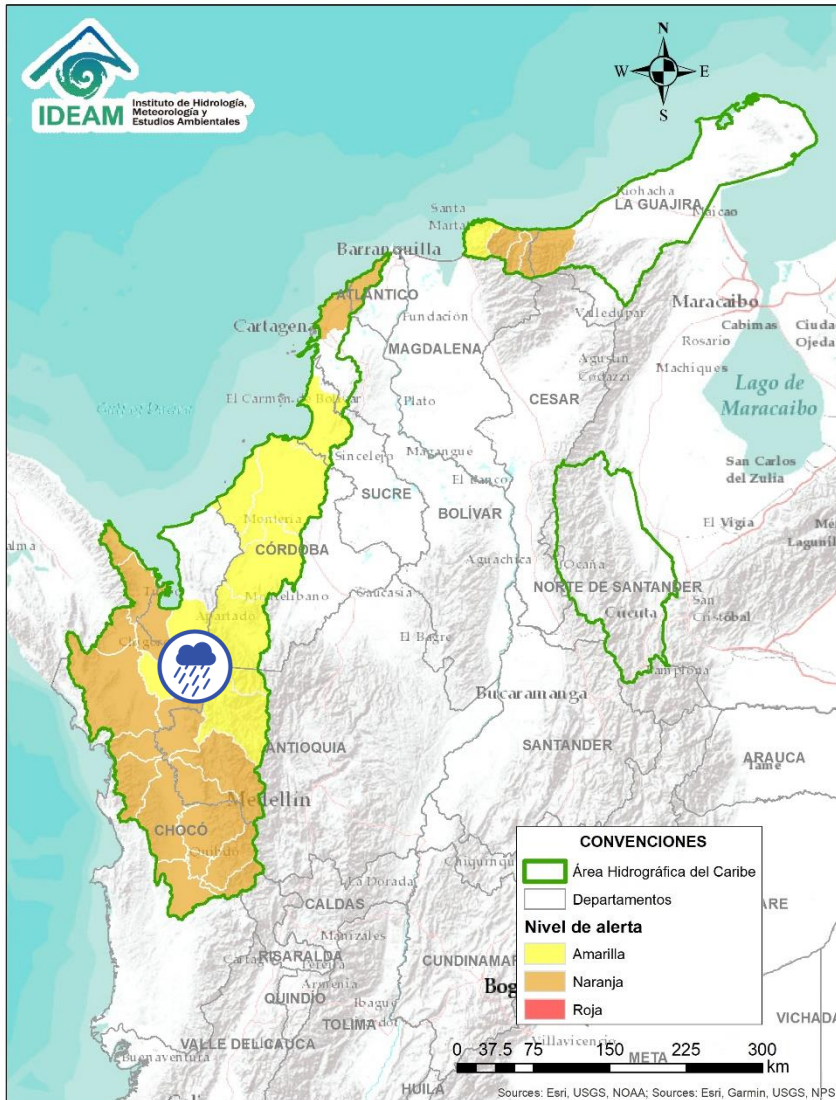 IDEAM
Instituto de Hidrología,
Meteorología y
Estudios Ambientales
N
W
E
S
Riohacha
LA GUAJIRA
Maicao
Santa
Marta
Barranquilla
ATLÁNTICO
Maracaibo
Cartagena
Fundación
Valledupar
Cabimas
Ciudad
Rosario
Ojeda
MAGDALENA
Agustín
Codazzi
Machiques
CESAR
Lago de
Maracaibo
El Carmen de Bolívar
Plato
Sincelejo
Magangué
San Carlos
del Zulia
SUCRE
El Banco
BOLÍVAR
Montería
El Vigía
CÓRDOBA
Aguachica
Ocaña
NORTE DE SANTANDER
Montelíbano
Caucasia
Apartadó
Cúcuta
San
Cristóbal
El Bagre
Pamplona
Bucaramanga
ANTIOQUIA
SANTANDER
ARAUCA
Tame
Medellín
CHOCÓ
Quibdó
La Dorada
CALDAS
Manizales
RISARALDA
Pereira
Armenia
CUNDINAMAR
QUINDÍO
Ibagué
Bog
TOLIMA
VICHADA
Villavicencio
META
VALLE DEL CAUCA
Buenaventura
HUILA
CONVENCIONES
Área Hidrográfica del Caribe
Departamentos
Nivel de alerta
Amarilla
Naranja
Roja
0 37.5 75 150 225 300
km
Sources: Esri, USGS, NOAA; Sources: Esri, Garmin, USGS, NPS